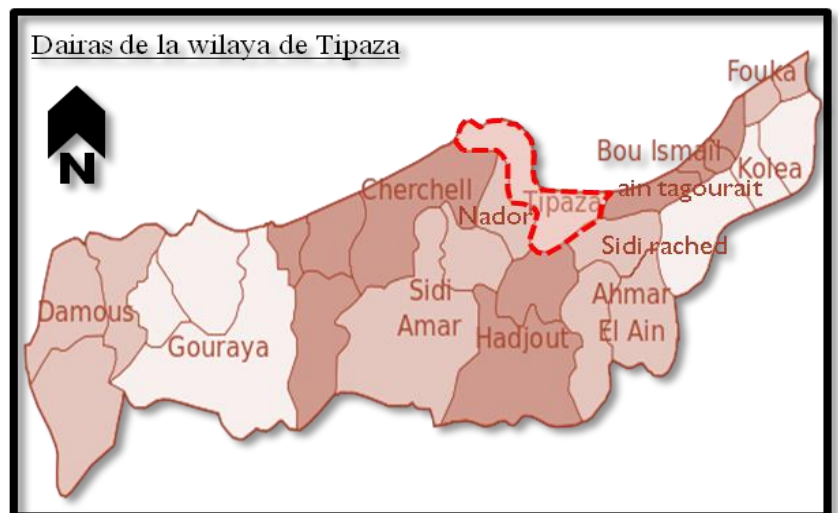 Dairas de la wilaya de Tipaza
N
Fouka
Bou Ismail
Kolea
Cherchell
ain tagourait
Tipaza
Nador
Sidi rached
Sidi
Amar
Ahmar
El Ain
Damous
Gouraya
Hadjout